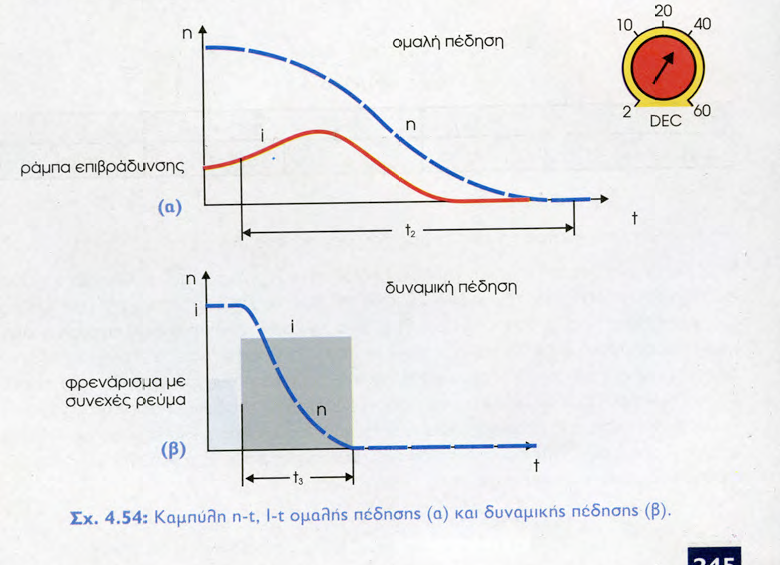 n
ομαλή πέδηση
20
10
40
2
60
DEC
i
n
ράμπα επιβράδυνσης
(α)
t
t₂
n
δυναμική πέδηση
i
i
φρενάρισμα με
συνεχές ρεύμα
n
(β)
t
t₃
Σχ. 4.54: Καμπύλη n-t, I-t ομαλής πέδησης (α) και δυναμικής πέδησης (β).
245